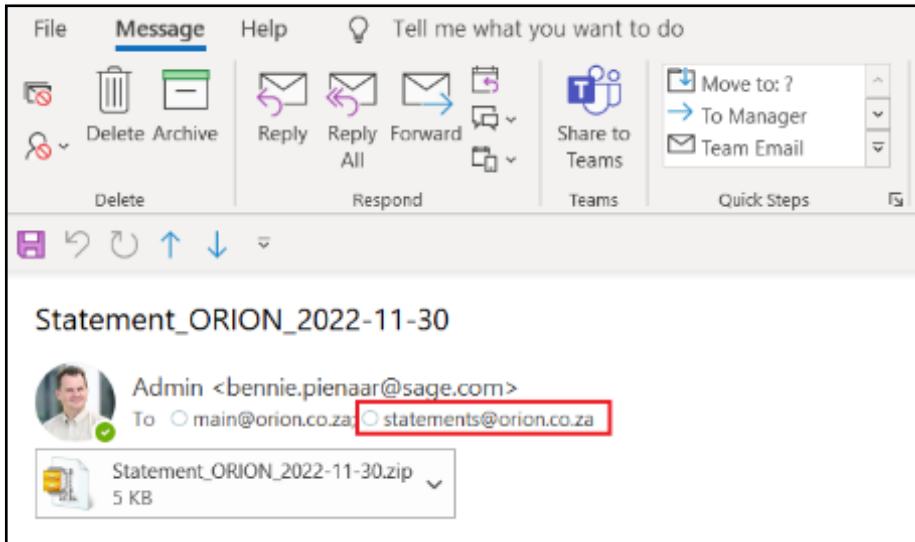 File Message Help Tell me what you want to do
Delete Archive Reply Reply All Forward Share to Teams
Move to: ?
To Manager
Team Email
Delete Respond Teams Quick Steps
Statement_ORION_2022-11-30
Admin <bennie.pienaar@sage.com>
To main@orion.co.za; statements@orion.co.za
Statement_ORION_2022-11-30.zip
5 KB